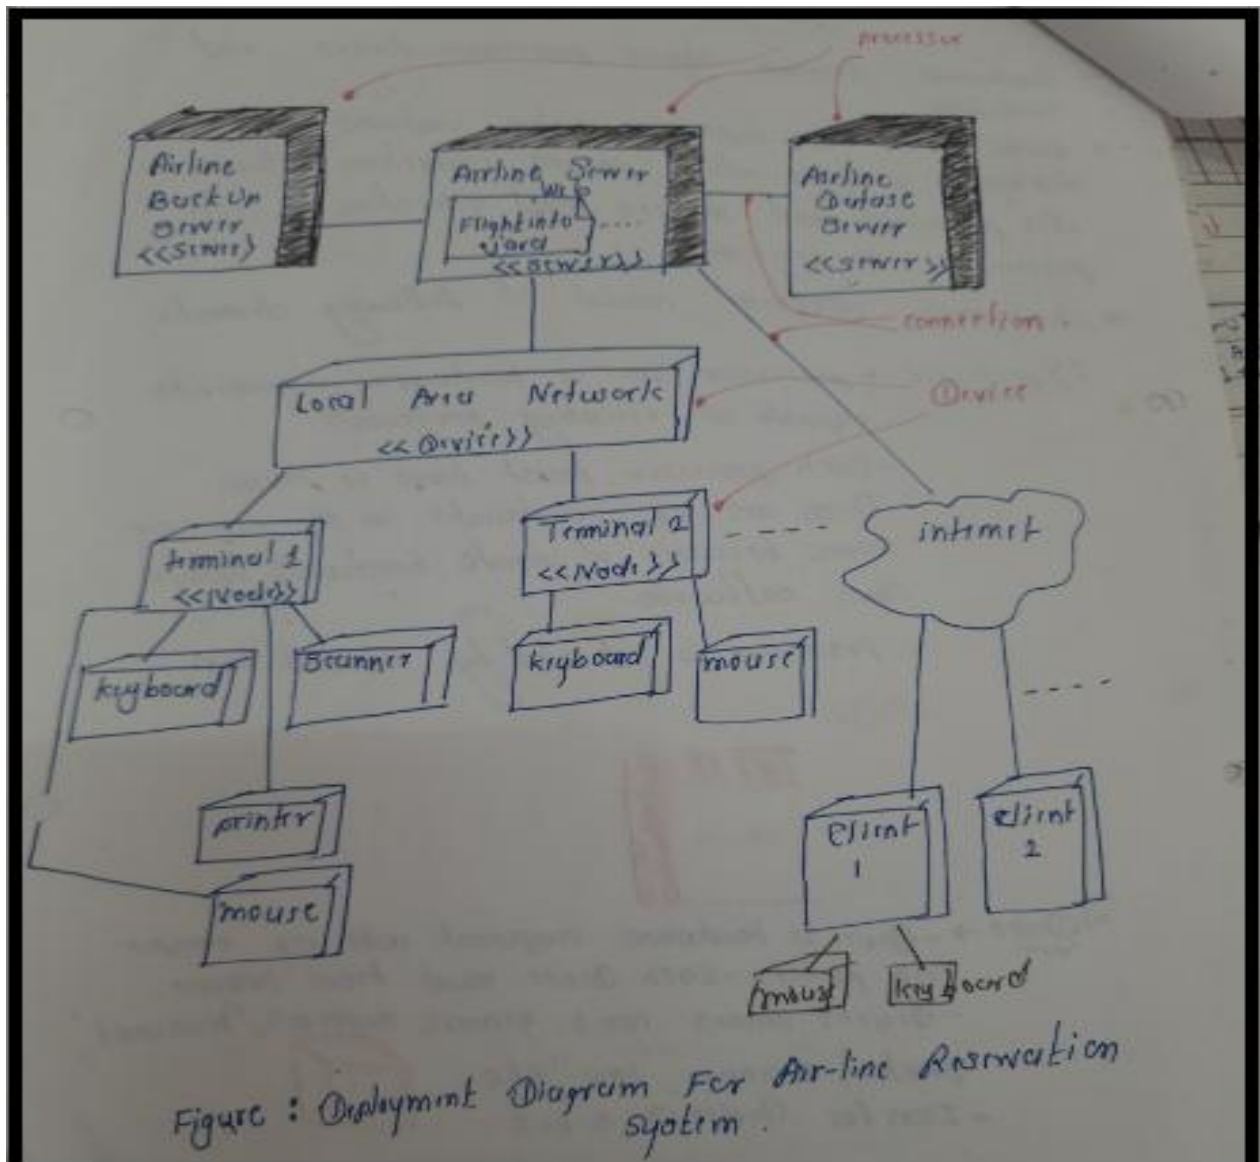 processor
Airline
BackUp
Server
<<Server>>
Airline Server
Flight info
<<Server>>
Airline
Database
Server
<<Server>>
connection
Local Area Network
<<Device>>
Device
Terminal 1
<<Node>>
Terminal 2
<<Node>>
internet
keyboard
Scanner
keyboard
mouse
printer
mouse
Client
1
Client
2
mouse
keyboard
Figure : Deployment Diagram For Air-line Reservation
system.